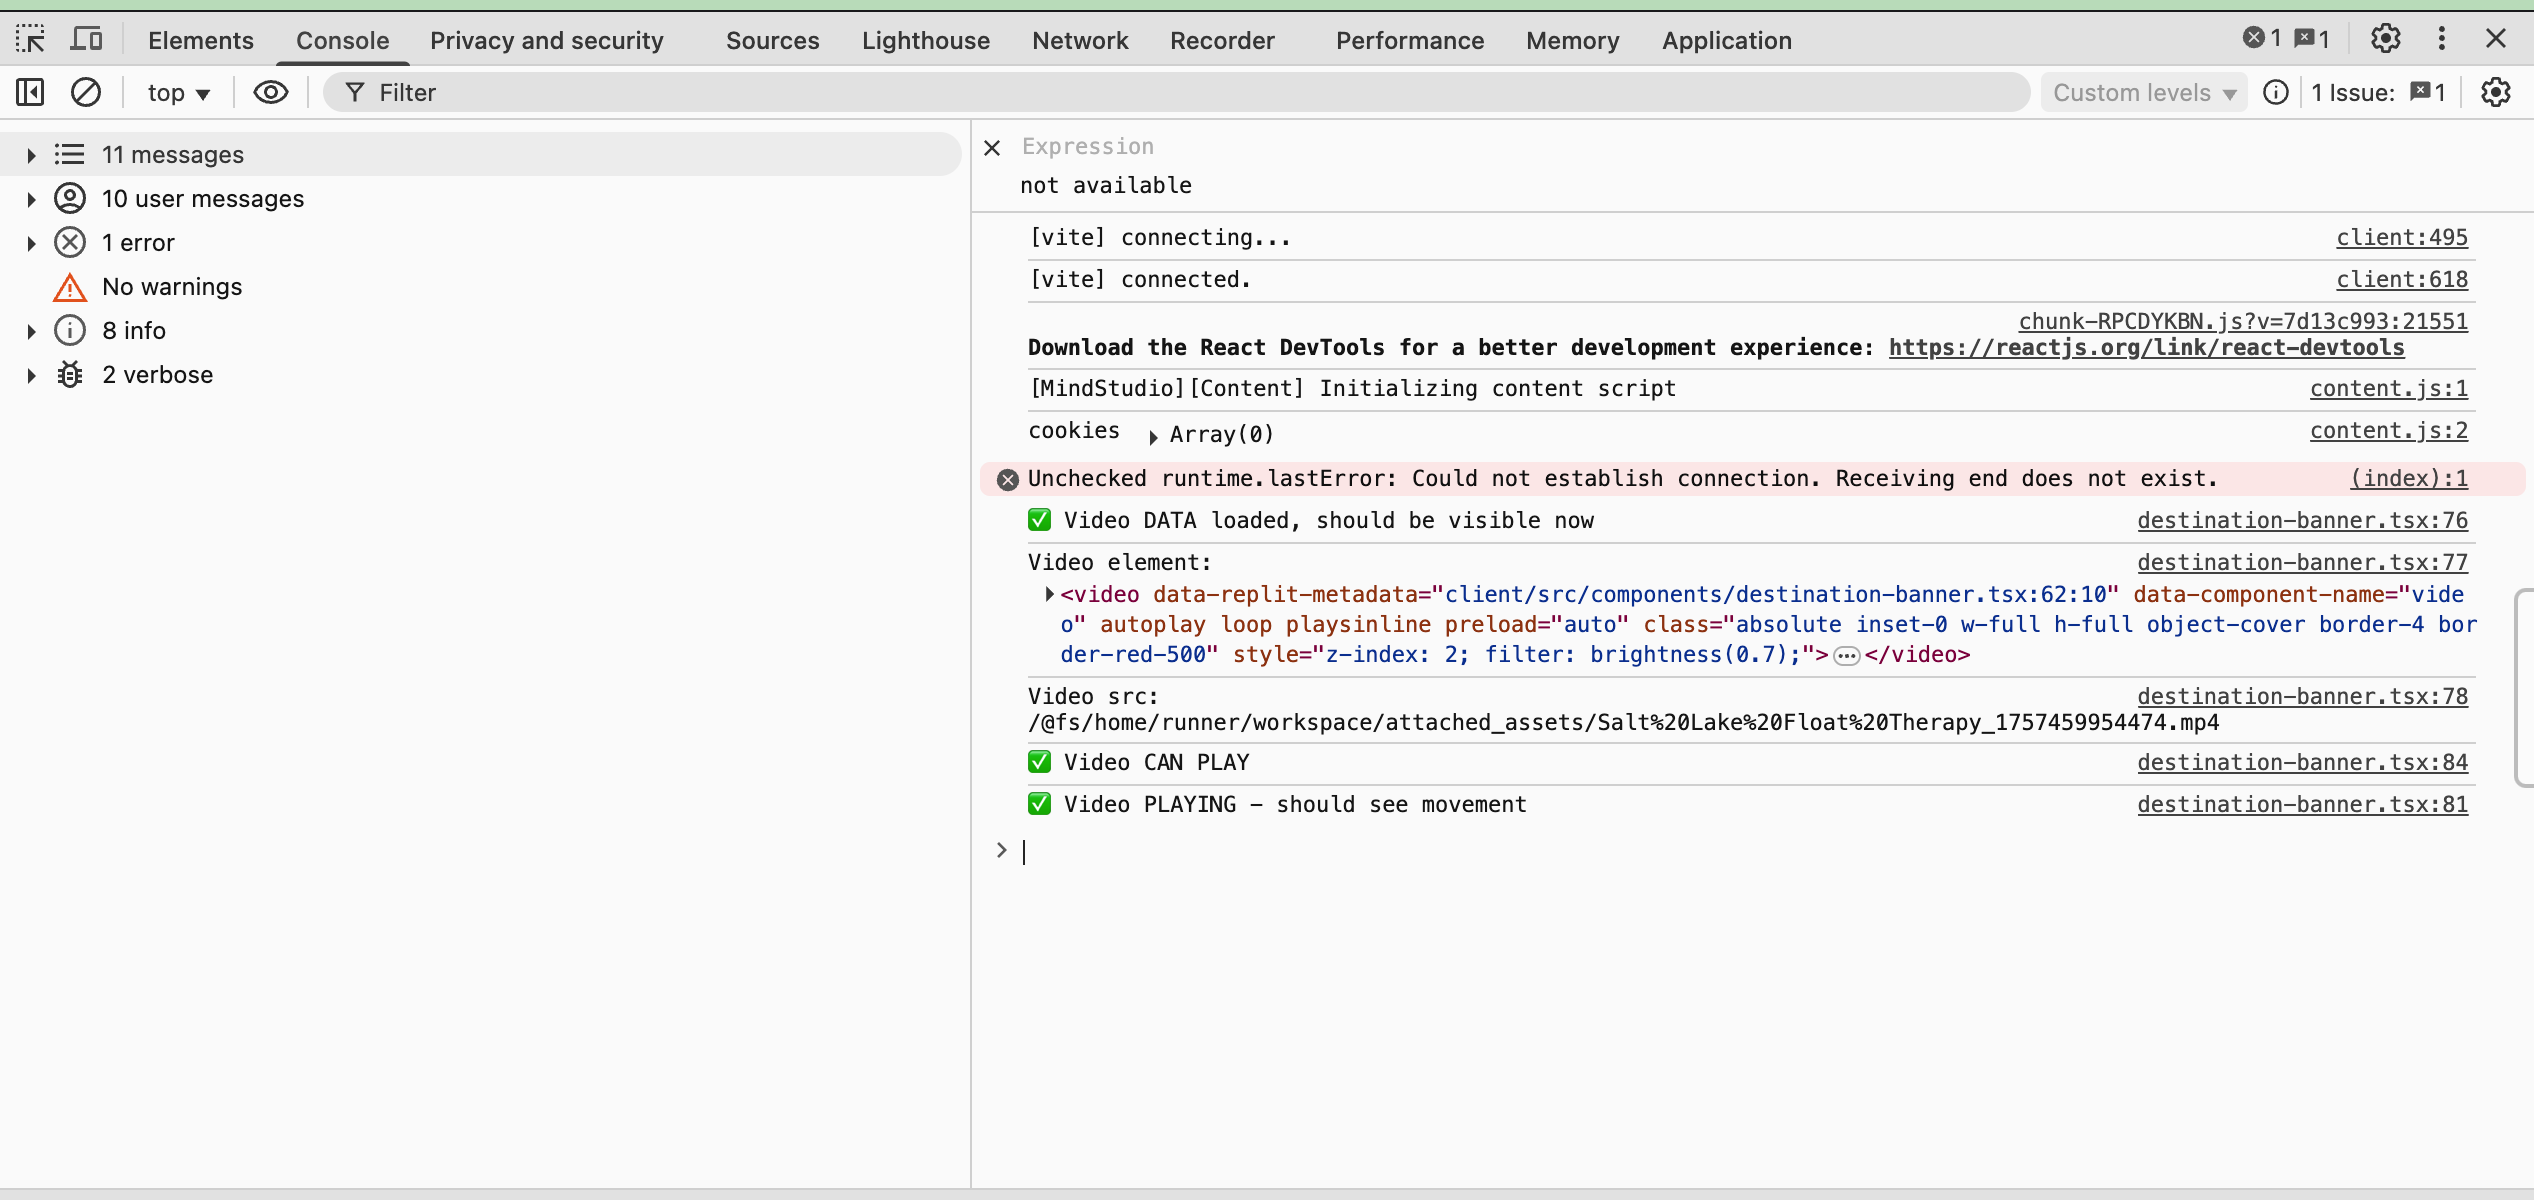 Elements Console Privacy and security Sources Lighthouse Network Recorder Performance Memory Application 1 1
top Filter Custom levels 1 Issue: 1
11 messages
10 user messages
1 error
No warnings
8 info
2 verbose
Expression
not available
[vite] connecting... client:495
[vite] connected. client:618
chunk-RPCDYKBN.js?v=7d13c993:21551
Download the React DevTools for a better development experience: https://reactjs.org/link/react-devtools
[MindStudio][Content] Initializing content script content.js:1
cookies Array(0) content.js:2
Unchecked runtime.lastError: Could not establish connection. Receiving end does not exist. (index):1
✅ Video DATA loaded, should be visible now destination-banner.tsx:76
Video element: destination-banner.tsx:77
<video data-replit-metadata="client/src/components/destination-banner.tsx:62:10" data-component-name="vide
o" autoplay loop playsinline preload="auto" class="absolute inset-0 w-full h-full object-cover border-4 bor
der-red-500" style="z-index: 2; filter: brightness(0.7);">…</video>
Video src: destination-banner.tsx:78
/@fs/home/runner/workspace/attached_assets/Salt%20Lake%20Float%20Therapy_1757459954474.mp4
✅ Video CAN PLAY destination-banner.tsx:84
✅ Video PLAYING – should see movement destination-banner.tsx:81